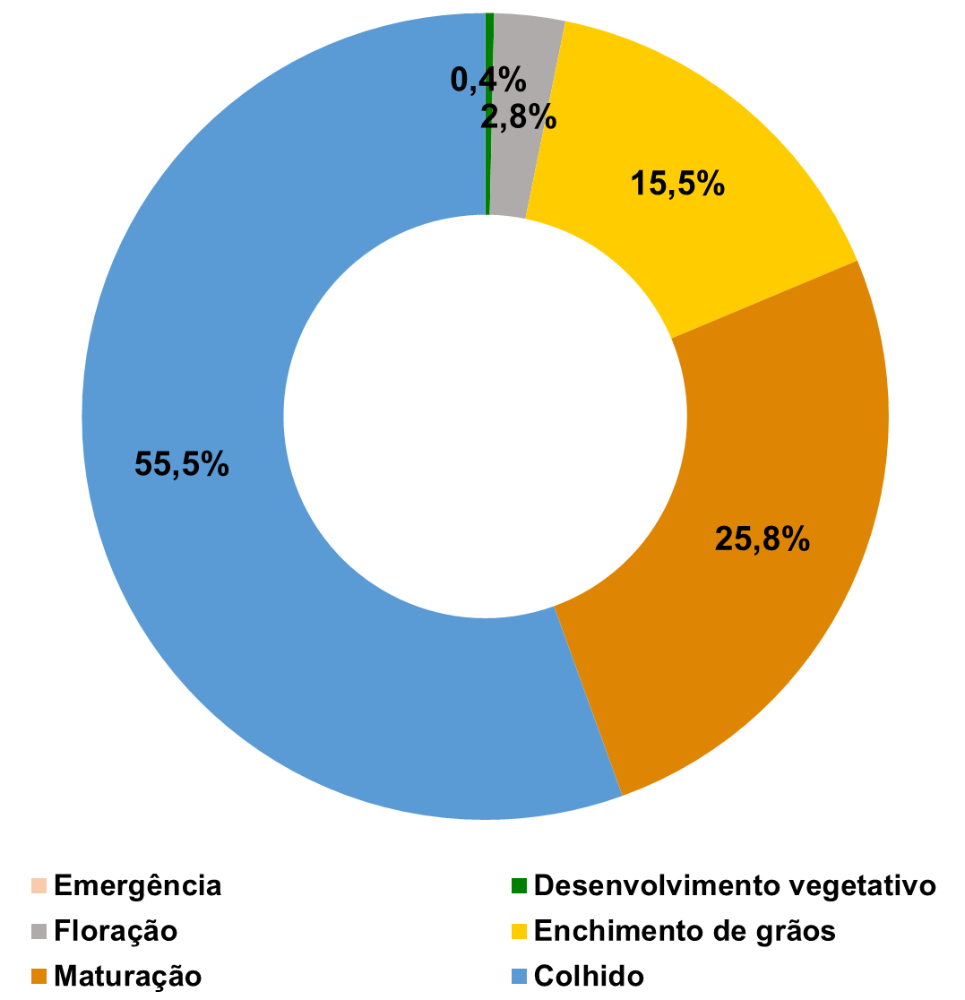 0,4%
2,8%
15,5%
55,5%
25,8%
Emergência
Desenvolvimento vegetativo
Floração
Enchimento de grãos
Maturação
Colhido